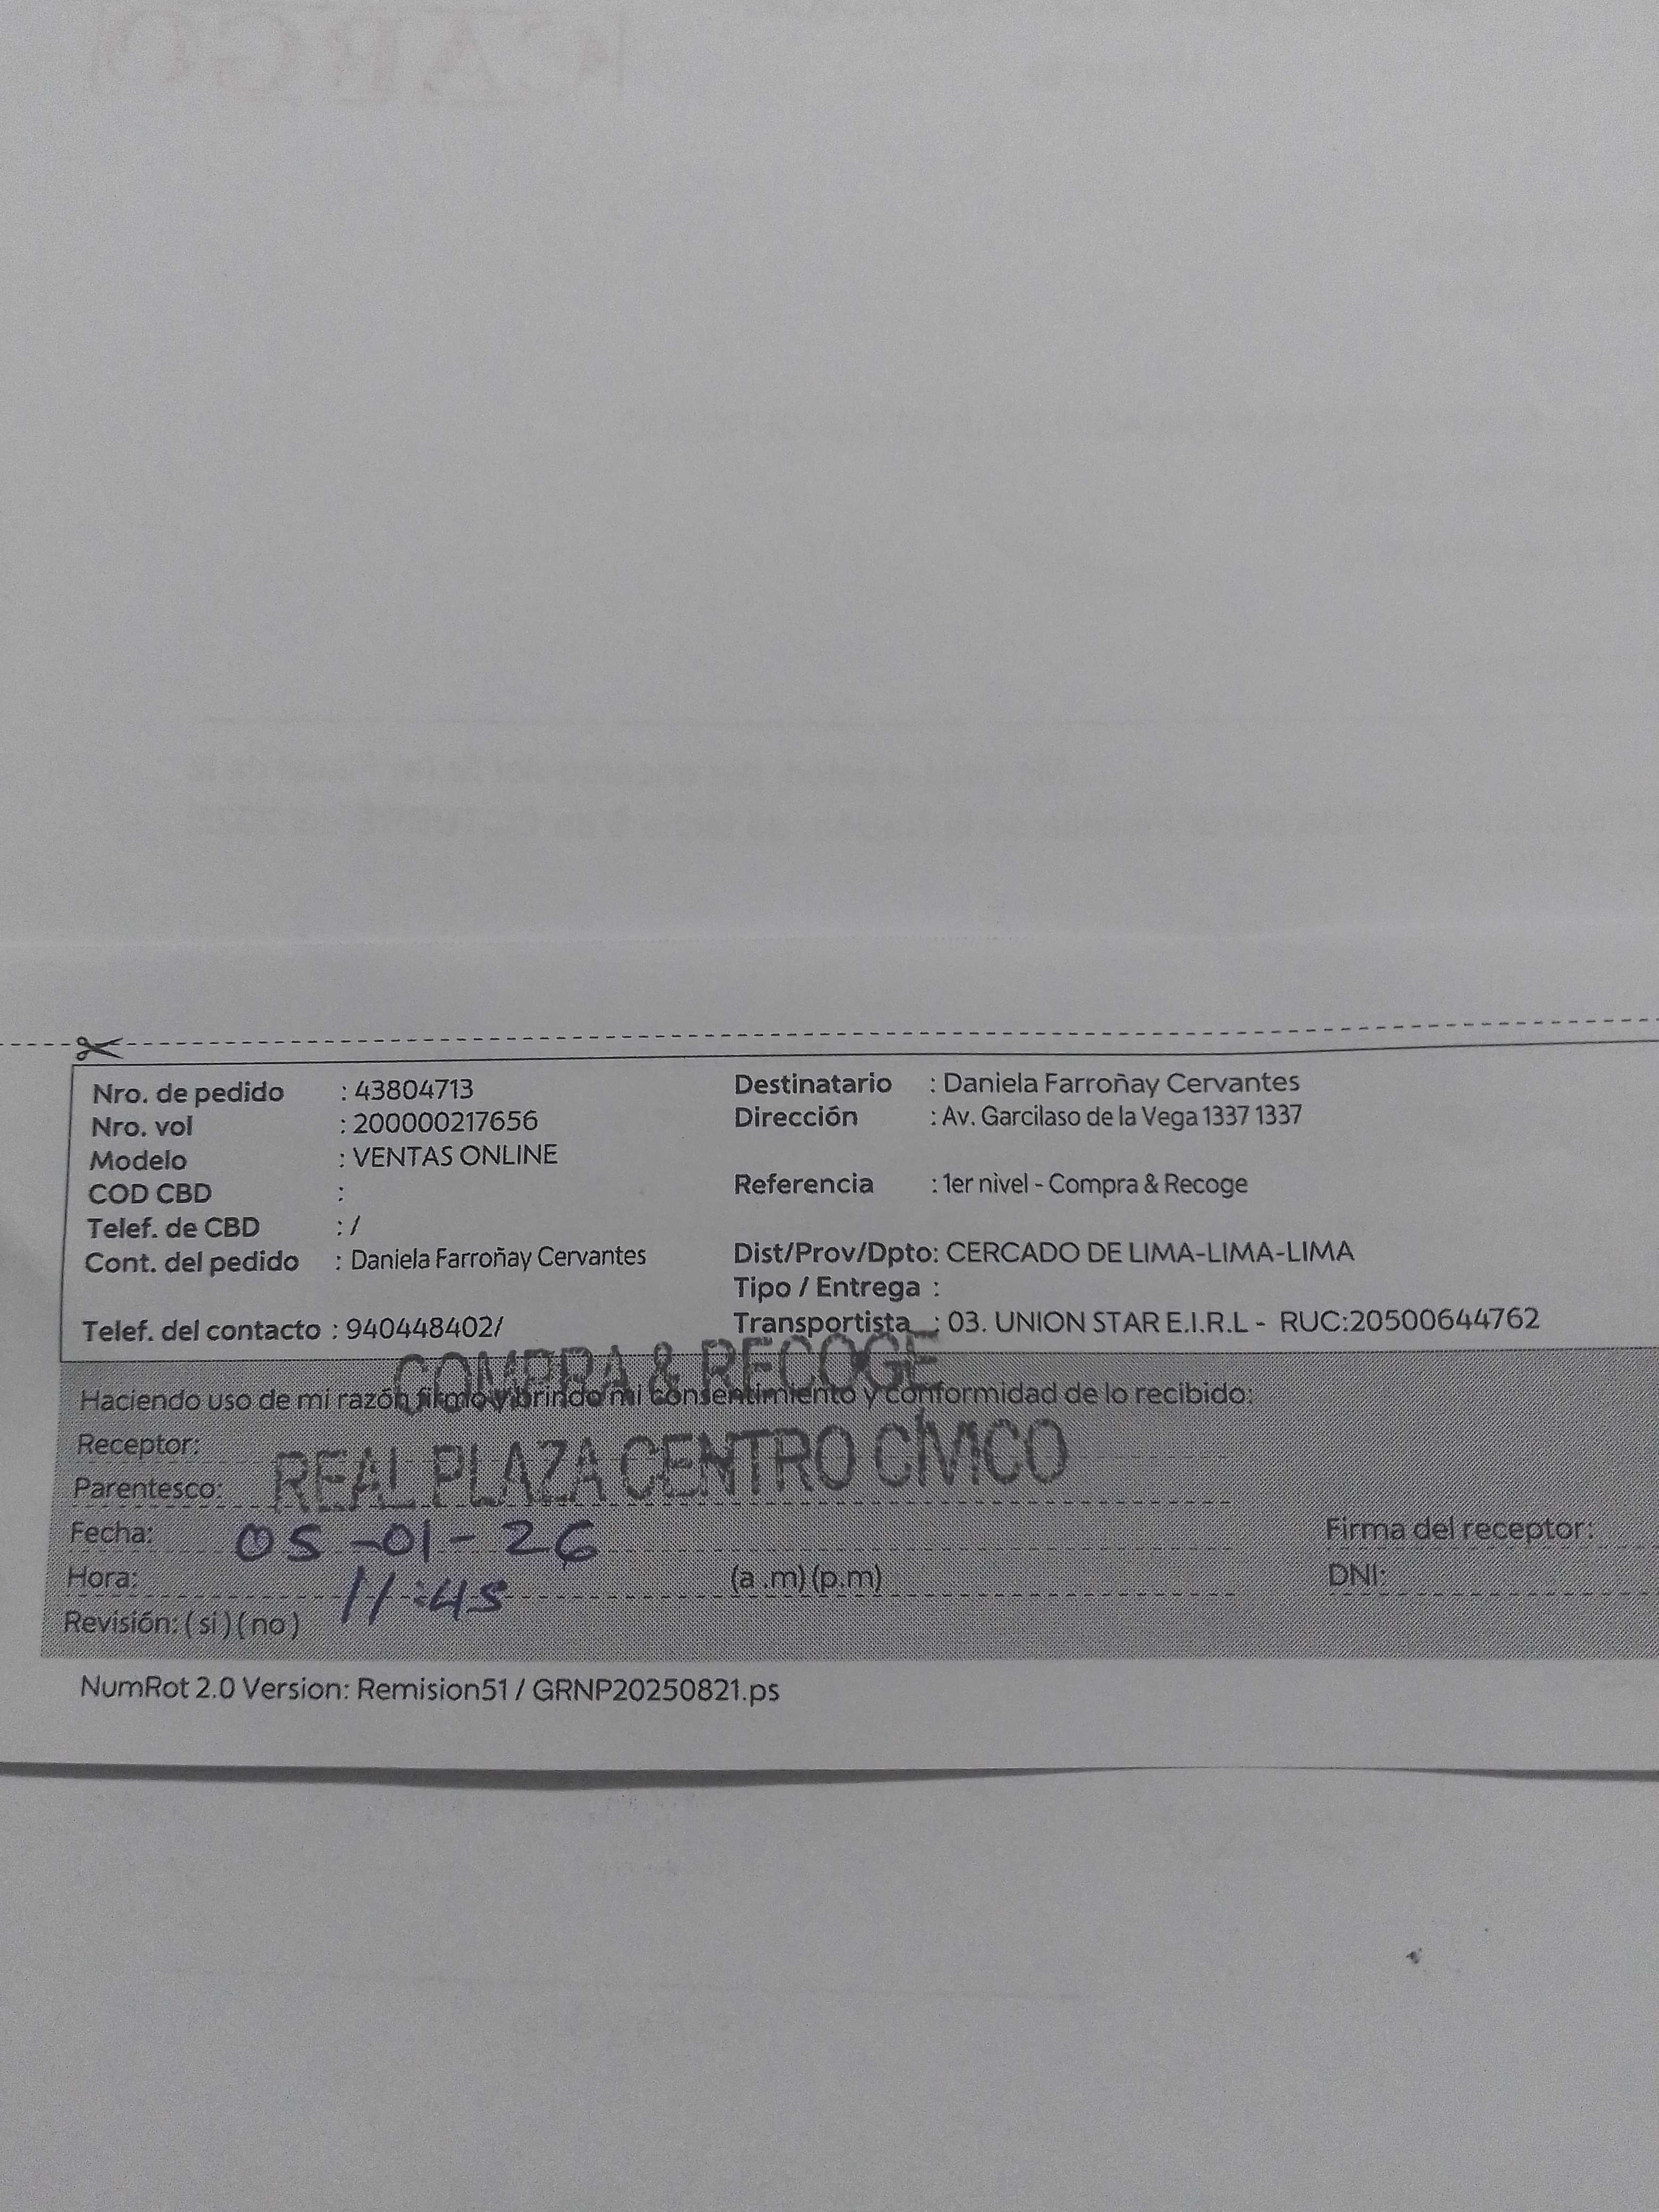 Nro. de pedido : 43804713
Nro. vol : 200000217656
Modelo : VENTAS ONLINE
COD CBD :
Telef. de CBD : /
Cont. del pedido : Daniela Farroñay Cervantes
Telef. del contacto : 940448402/
Destinatario : Daniela Farroñay Cervantes
Dirección : Av. Garcilaso de la Vega 1337 1337
Referencia : 1er nivel - Compra & Recoge
Dist/Prov/Dpto: CERCADO DE LIMA-LIMA-LIMA
Tipo / Entrega :
Transportista : 03. UNION STAR E.I.R.L - RUC:20500644762
COMPRA & RECOGE
Haciendo uso de mi razón firmo y brindo mi consentimiento y conformidad de lo recibido:
Receptor:
REAL PLAZA CENTRO CÍVICO
Parentesco:
Fecha: 05-01-26
Hora: 11:45 (a .m) (p.m)
Revisión: ( si ) ( no )
Firma del receptor:
DNI:
NumRot 2.0 Version: Remision51 / GRNP20250821.ps